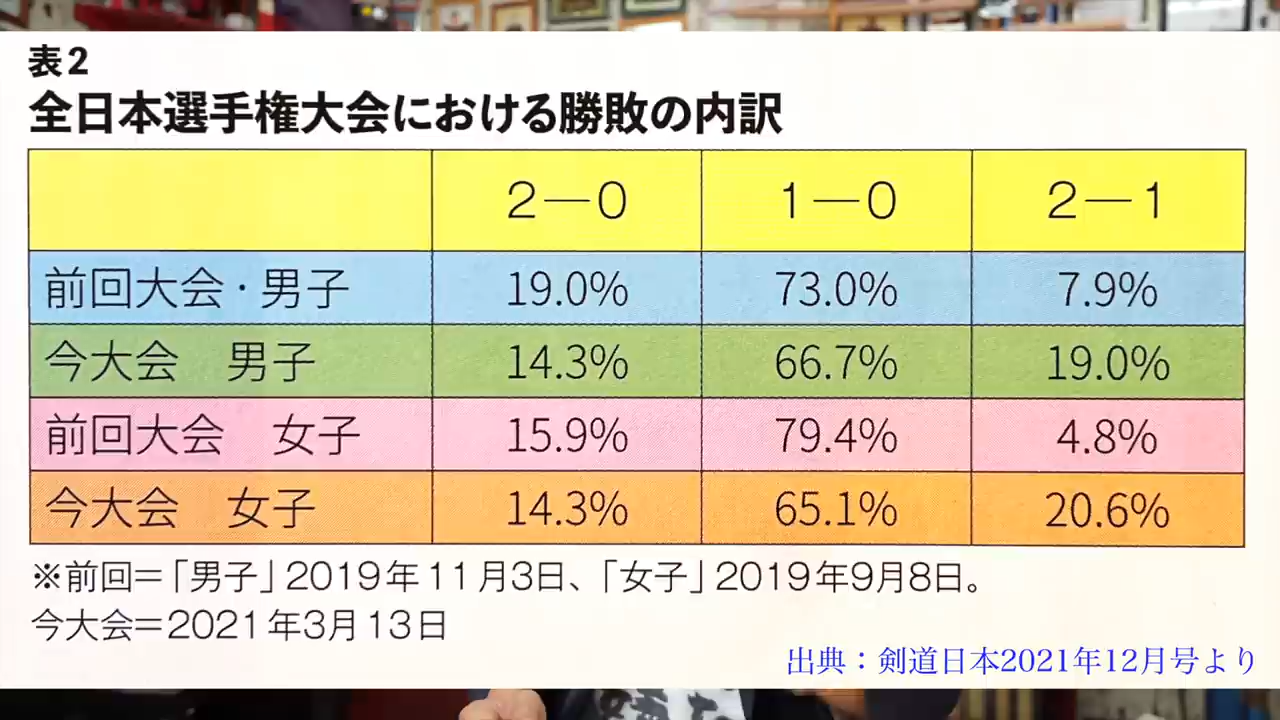 表2
全日本選手権大会における勝敗の内訳
2―0 1―0 2―1
前回大会・男子 19.0% 73.0% 7.9%
今大会　男子 14.3% 66.7% 19.0%
前回大会　女子 15.9% 79.4% 4.8%
今大会　女子 14.3% 65.1% 20.6%
※前回=「男子」2019年11月3日、「女子」2019年9月8日。
今大会=2021年3月13日
出典：剣道日本2021年12月号より